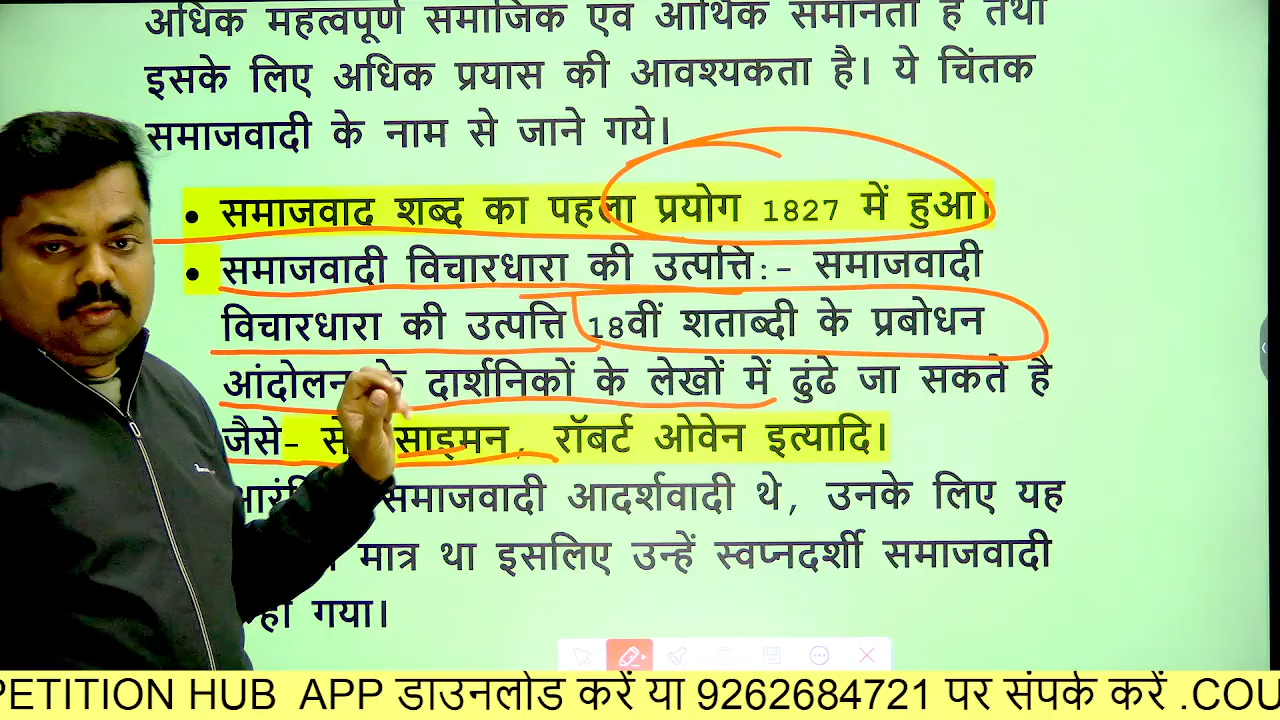 अधिक महत्वपूर्ण समाजिक एवं आर्थिक समानता है तथा
इसके लिए अधिक प्रयास की आवश्यकता है। ये चिंतक
समाजवादी के नाम से जाने गये।
• समाजवाद शब्द का पहला प्रयोग 1827 में हुआ।
• समाजवादी विचारधारा की उत्पत्ति:- समाजवादी
विचारधारा की उत्पत्ति 18वीं शताब्दी के प्रबोधन
आंदोलन के दार्शनिकों के लेखों में ढुंढे जा सकते है
जैसे- साइमन, रॉबर्ट ओवेन इत्यादि।
समाजवादी आदर्शवादी थे, उनके लिए यह
मात्र था इसलिए उन्हें स्वप्नदर्शी समाजवादी
गया।
PETITION HUB APP डाउनलोड करें या 9262684721 पर संपर्क करें .COU